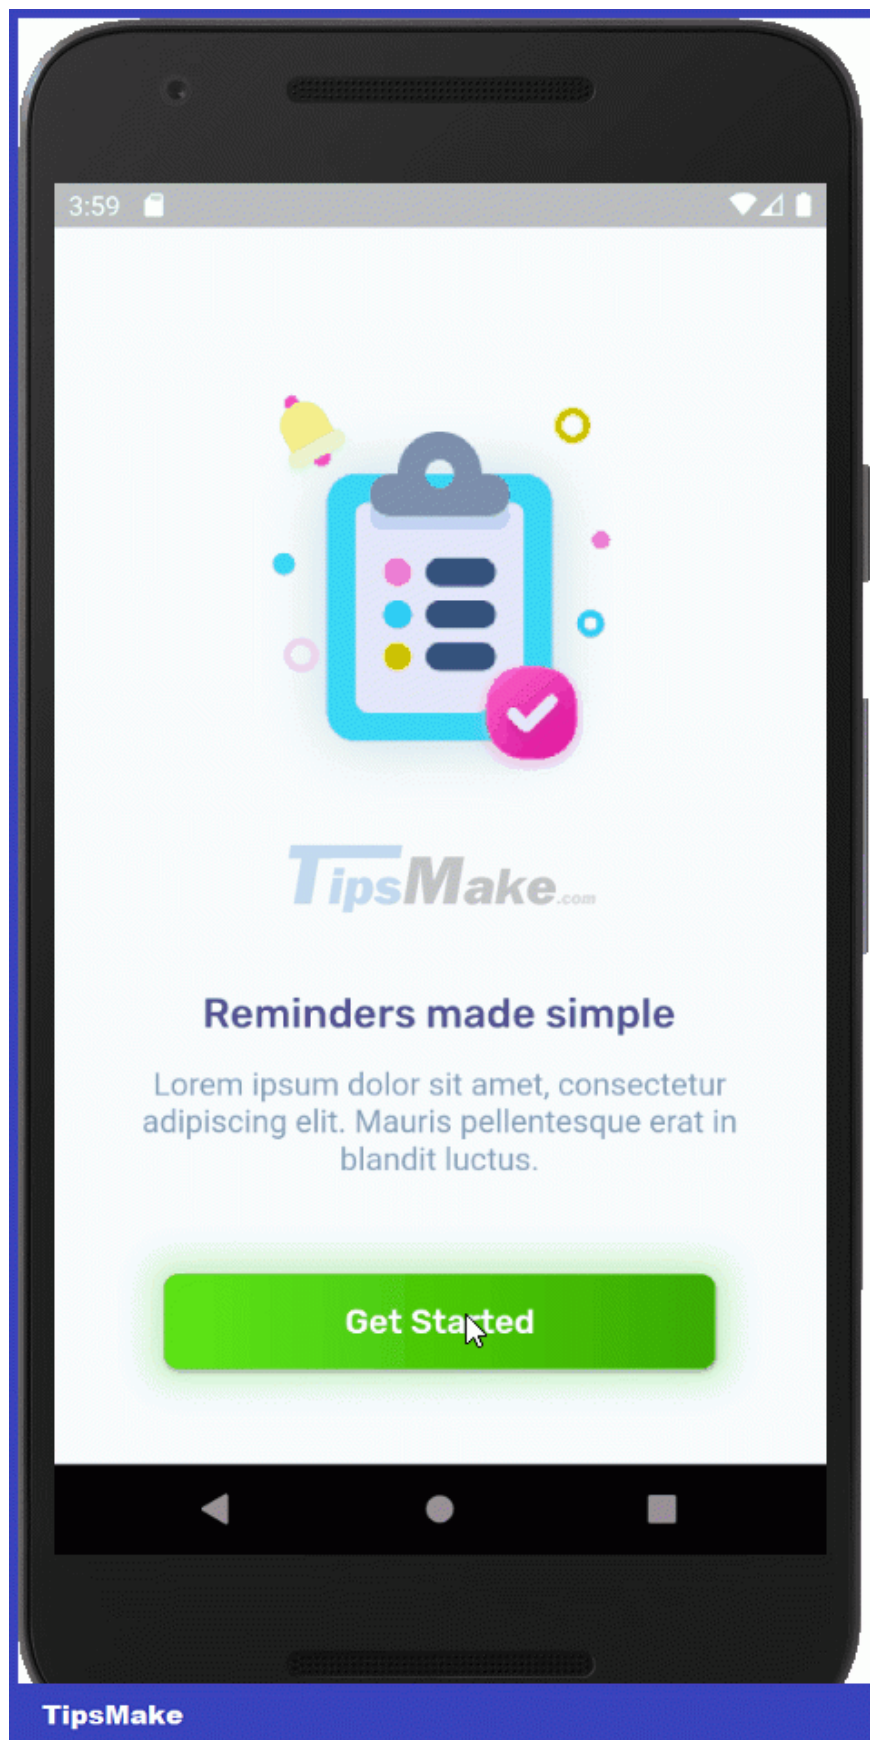 3:59
TipsMake.com
Reminders made simple
Lorem ipsum dolor sit amet, consectetur
adipiscing elit. Mauris pellentesque erat in
blandit luctus.
Get Started
TipsMake